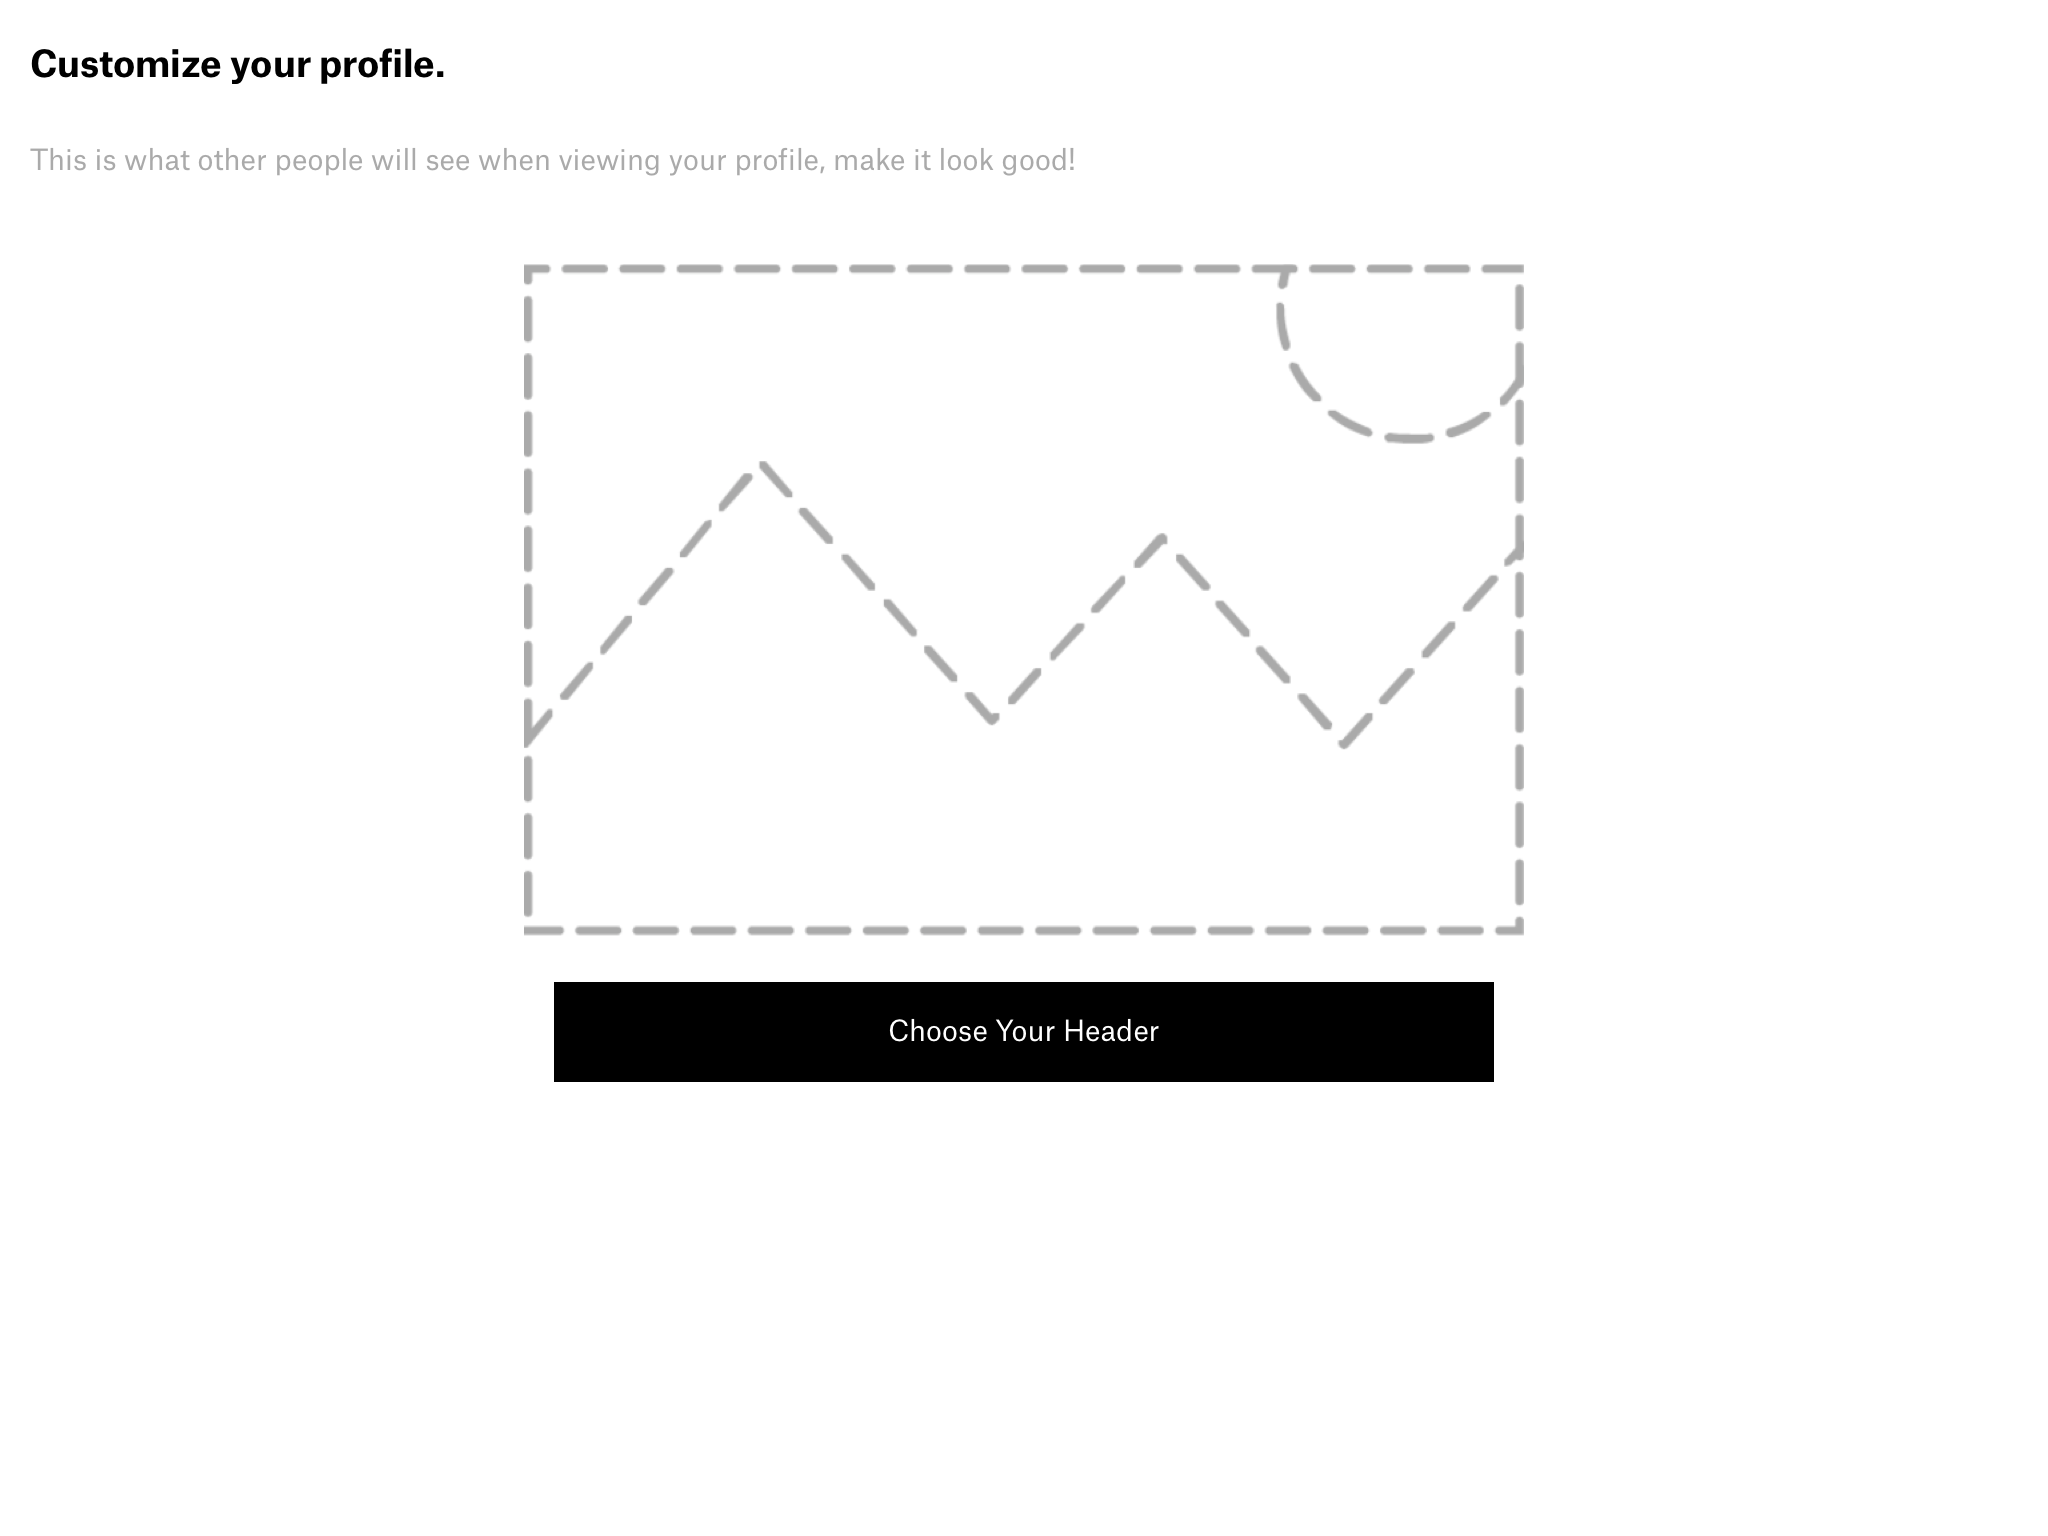 Customize your profile.
This is what other people will see when viewing your profile, make it look good!
Choose Your Header